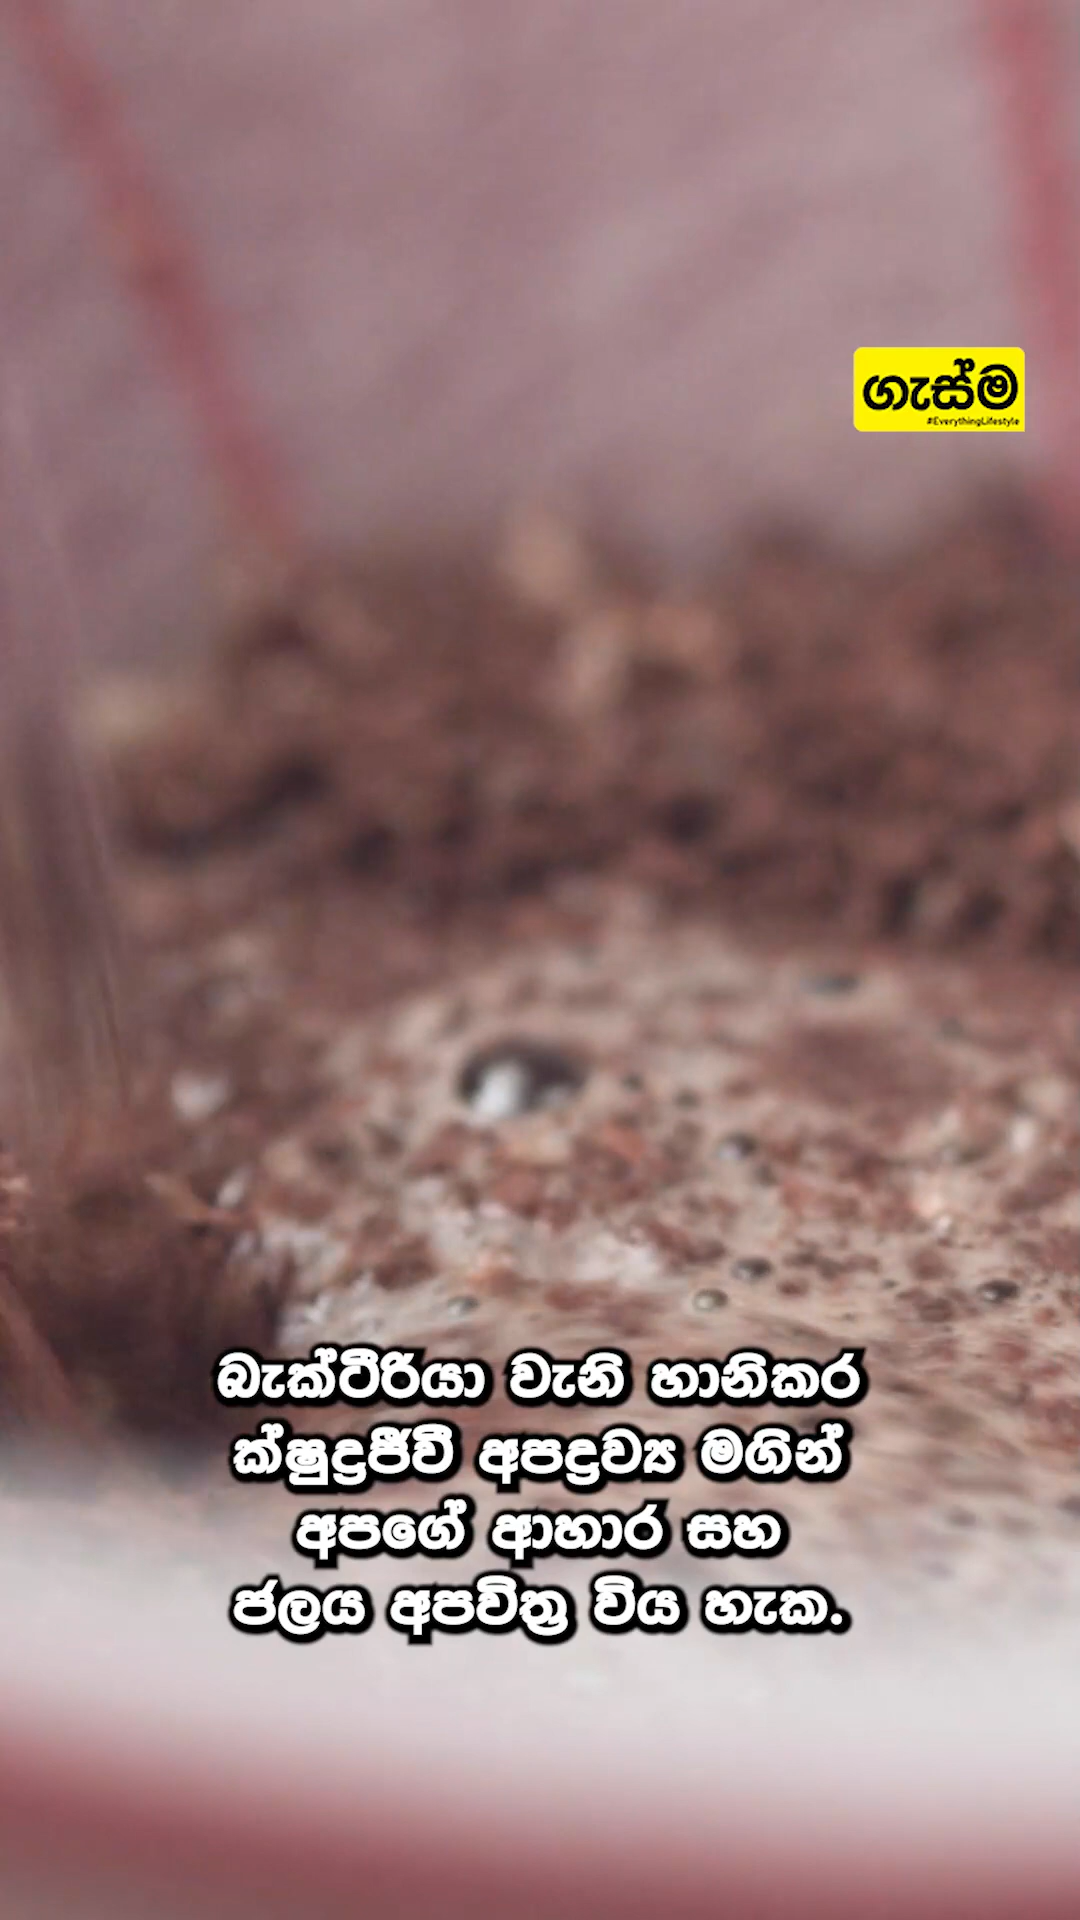 ගැස්ම
#EverythingLifestyle
බැක්ටීරියා වැනි හානිකර
ක්ෂුද්‍රජීවී අපද්‍රව්‍ය මගින්
අපගේ ආහාර සහ
ජලය අපවිත්‍ර විය හැක.